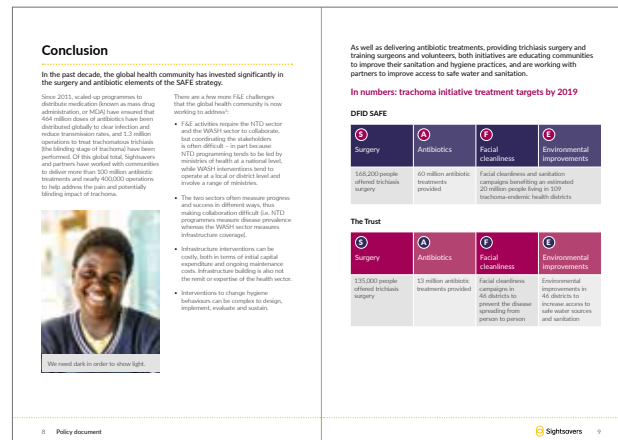 Conclusion
In the past decade, the global health community has invested significantly in
the surgery and antibiotic elements of the SAFE strategy.
Since 2011, scaled-up programmes to
distribute medication (known as mass drug
administration, or MDA) have ensured that
464 million doses of antibiotics have been
distributed globally to clear infection and
reduce transmission rates, and 1.3 million
operations to treat trachomatous trichiasis
(the blinding stage of trachoma) have been
performed. Of this global total, Sightsavers
and partners have worked with communities
to deliver more than 100 million antibiotic
treatments and nearly 400,000 operations
to help address the pain and potentially
blinding impact of trachoma.
We need dark in order to show light.
There are a few more F&E challenges
that the global health community is now
working to address⁵:
• F&E activities require the NTD sector
and the WASH sector to collaborate,
but coordinating the stakeholders
is often difficult – in part because
NTD programming tends to be led by
ministries of health at a national level,
while WASH interventions tend to
operate at a local or district level and
involve a range of ministries.
• The two sectors often measure progress
and success in different ways, thus
making collaboration difficult (i.e. NTD
programmes measure disease prevalence
whereas the WASH sector measures
infrastructure coverage).
• Infrastructure interventions can be
costly, both in terms of initial capital
expenditure and ongoing maintenance
costs. Infrastructure building is also not
the remit or expertise of the health sector.
• Interventions to change hygiene
behaviours can be complex to design,
implement, evaluate and sustain.
8 Policy document
As well as delivering antibiotic treatments, providing trichiasis surgery and
training surgeons and volunteers, both initiatives are educating communities
to improve their sanitation and hygiene practices, and are working with
partners to improve access to safe water and sanitation.
In numbers: trachoma initiative treatment targets by 2019
DFID SAFE
S
Surgery
A
Antibiotics
F
Facial
cleanliness
E
Environmental
improvements
168,200 people
offered trichiasis
surgery
60 million antibiotic
treatments
provided
Facial cleanliness and sanitation
campaigns benefiting an estimated
20 million people living in 109
trachoma-endemic health districts
The Trust
S
Surgery
A
Antibiotics
F
Facial
cleanliness
E
Environmental
improvements
135,000 people
offered trichiasis
surgery
13 million antibiotic
treatments provided
Facial cleanliness
campaigns in
46 districts to
prevent the disease
spreading from
person to person
Environmental
improvements in
46 districts to
increase access to
safe water sources
and sanitation
Sightsavers 9